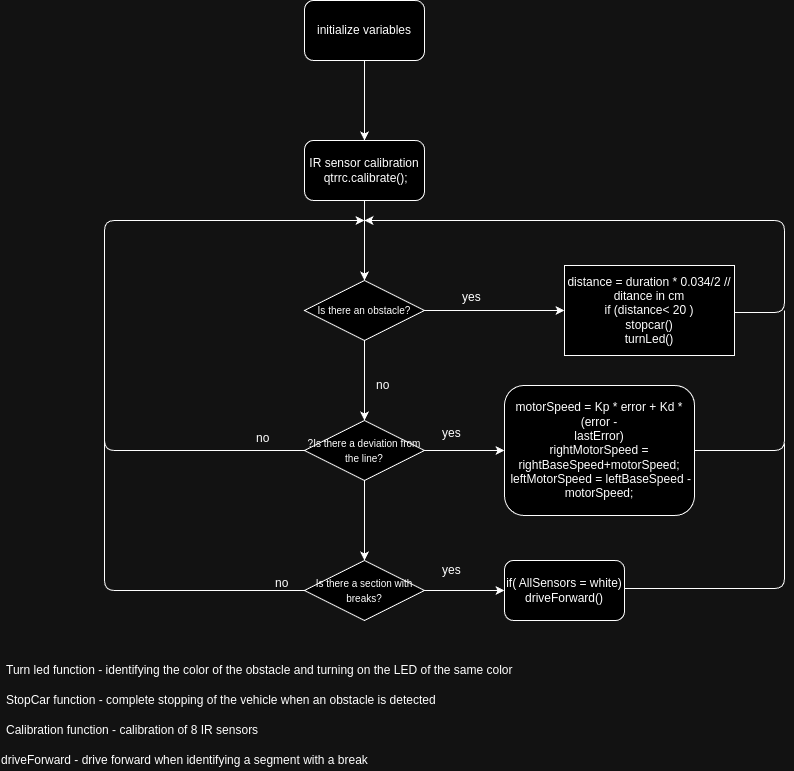 initialize variables
IR sensor calibration
qtrrc.calibrate();
Is there an obstacle?
yes
distance = duration * 0.034/2 //
ditance in cm
if (distance< 20 )
stopcar()
turnLed()
no
?Is there a deviation from
the line?
no
yes
motorSpeed = Kp * error + Kd *
(error -
lastError)
rightMotorSpeed =
rightBaseSpeed+motorSpeed;
leftMotorSpeed = leftBaseSpeed -
motorSpeed;
Is there a section with
breaks?
no
yes
if( AllSensors = white)
driveForward()
Turn led function - identifying the color of the obstacle and turning on the LED of the same color
StopCar function - complete stopping of the vehicle when an obstacle is detected
Calibration function - calibration of 8 IR sensors
driveForward - drive forward when identifying a segment with a break